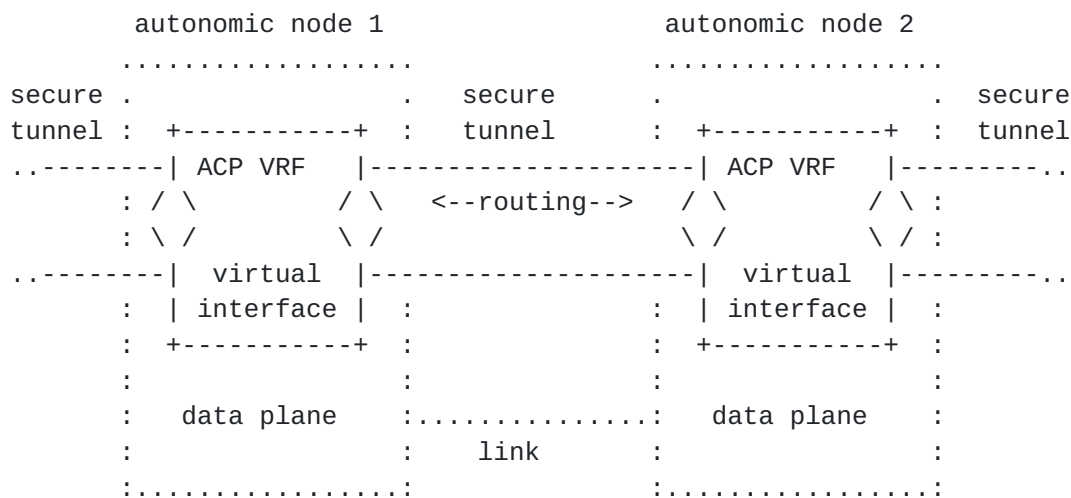 autonomic node 1                  autonomic node 2
       ...................               ...................
secure .                 .   secure      .                 .  secure
tunnel :  +-----------+  :   tunnel      :  +-----------+  :  tunnel
..--------| ACP VRF   |---------------------| ACP VRF   |---------..
       : / \         / \   <--routing-->   / \         / \ :
       : \ /         \ /                   \ /         \ / :
..--------|  virtual  |---------------------|  virtual  |---------..
       :  | interface |  :               :  | interface |  :
       :  +-----------+  :               :  +-----------+  :
       :                 :               :                 :
       :   data plane    :...............:   data plane    :
       :                 :    link       :                 :
       :.................:               :.................: